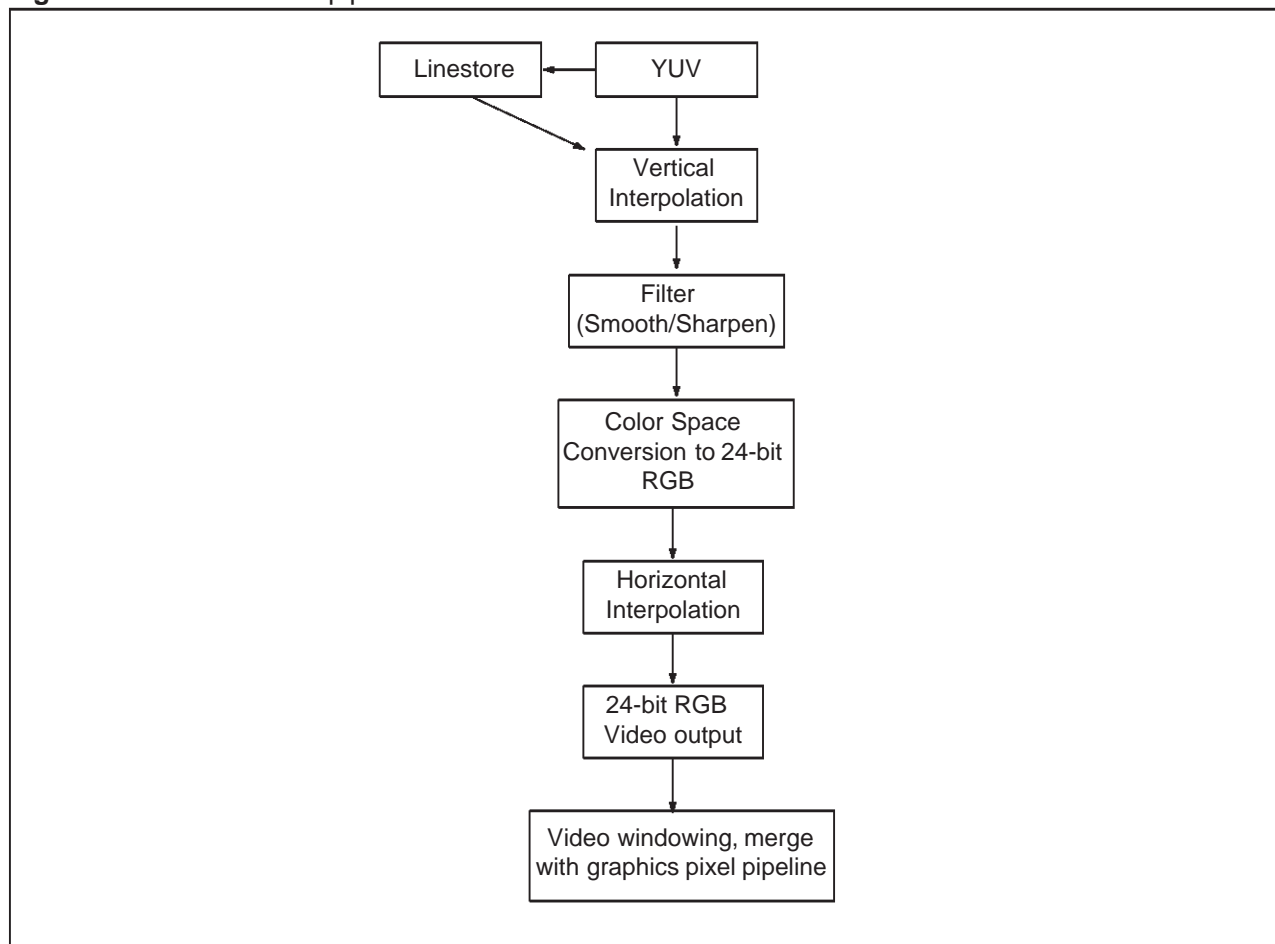 Linestore
YUV
Vertical
Interpolation
Filter
(Smooth/Sharpen)
Color Space
Conversion to 24-bit
RGB
Horizontal
Interpolation
24-bit RGB
Video output
Video windowing, merge
with graphics pixel pipeline